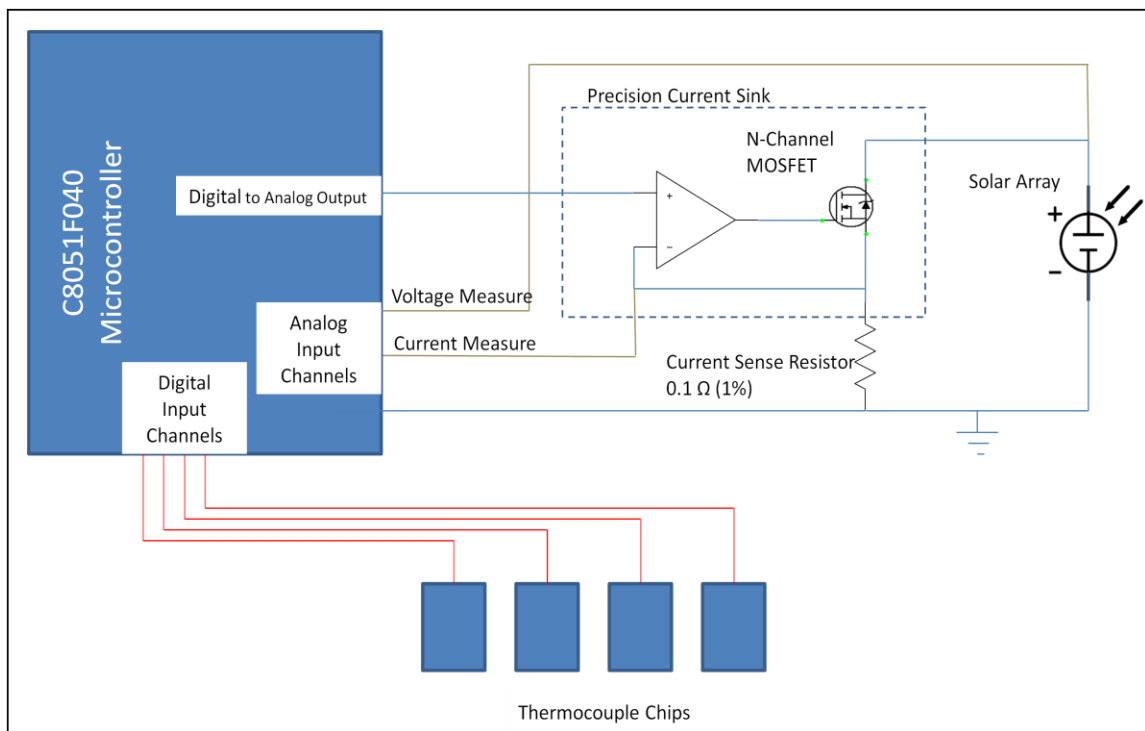 C8051F040
Microcontroller
Digital to Analog Output
Precision Current Sink
N-Channel
MOSFET
+
−
Solar Array
+
−
Voltage Measure
Analog
Input
Channels
Current Measure
Current Sense Resistor
0.1 Ω (1%)
Digital
Input
Channels
Thermocouple Chips